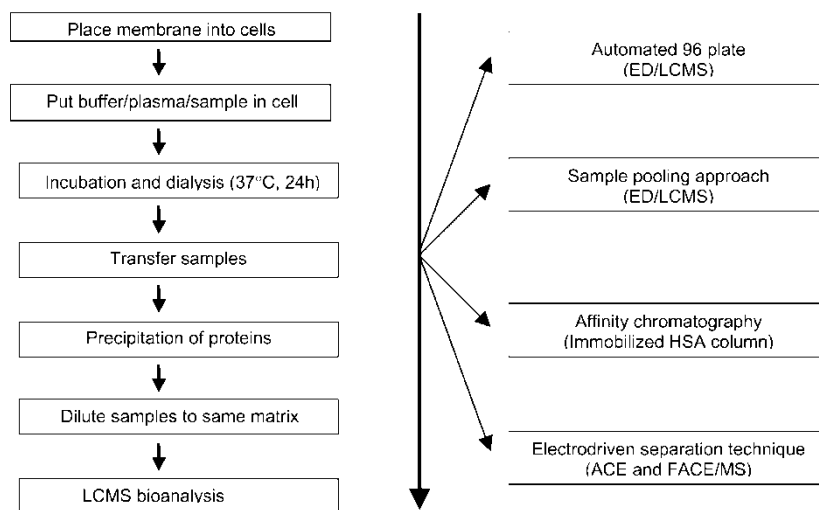 Place membrane into cells
Put buffer/plasma/sample in cell
Incubation and dialysis (37°C, 24h)
Transfer samples
Precipitation of proteins
Dilute samples to same matrix
LCMS bioanalysis
Automated 96 plate
(ED/LCMS)
Sample pooling approach
(ED/LCMS)
Affinity chromatography
(Immobilized HSA column)
Electrodriven separation technique
(ACE and FACE/MS)